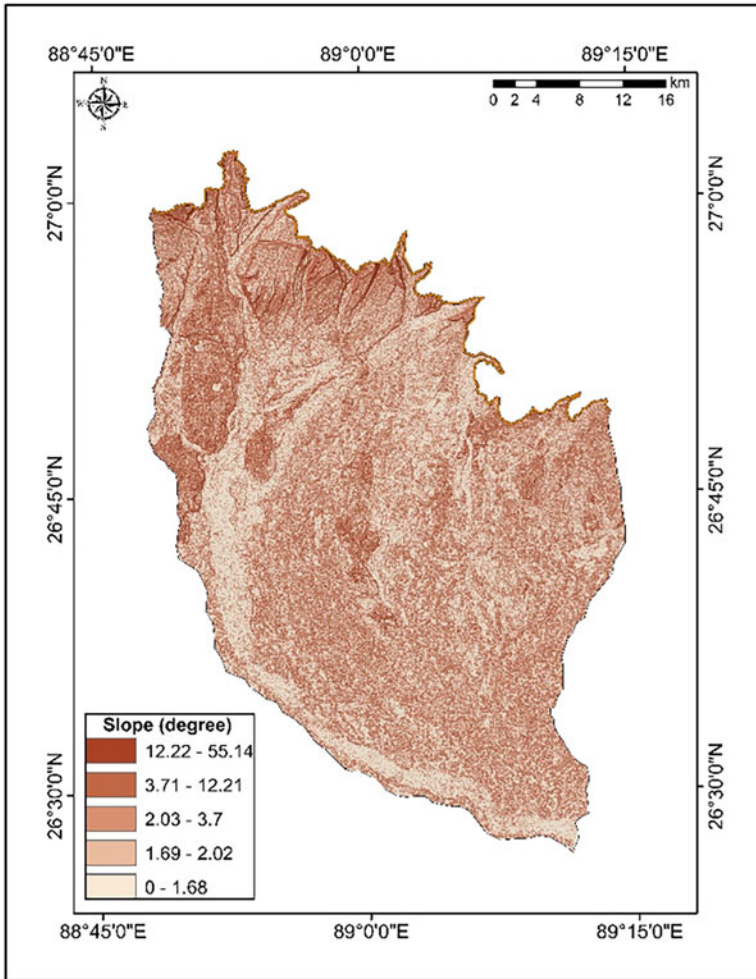 88°45'0"E 89°0'0"E 89°15'0"E
km
0 2 4 8 12 16
N
W E
S
27°0'0"N
27°0'0"N
26°45'0"N
26°45'0"N
26°30'0"N
26°30'0"N
Slope (degree)
12.22 - 55.14
3.71 - 12.21
2.03 - 3.7
1.69 - 2.02
0 - 1.68
88°45'0"E 89°0'0"E 89°15'0"E